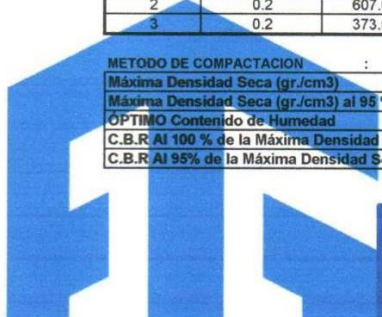 2 0.2 607.
3 0.2 373.
METODO DE COMPACTACION :
Máxima Densidad Seca (gr./cm3)
Máxima Densidad Seca (gr./cm3) al 95
ÓPTIMO Contenido de Humedad
C.B.R Al 100 % de la Máxima Densidad
C.B.R Al 95% de la Máxima Densidad S